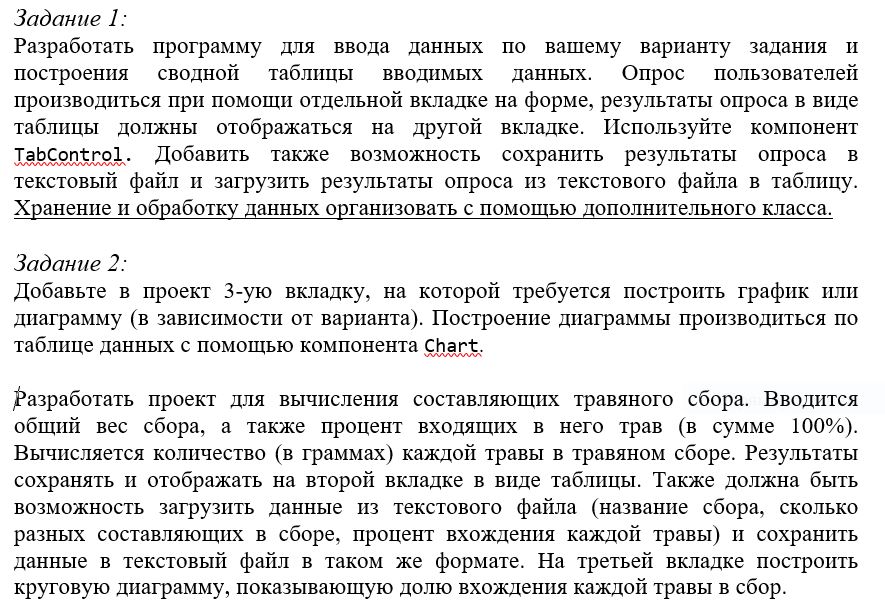 Задание 1:
Разработать программу для ввода данных по вашему варианту задания и
построения сводной таблицы вводимых данных. Опрос пользователей
производиться при помощи отдельной вкладке на форме, результаты опроса в виде
таблицы должны отображаться на другой вкладке. Используйте компонент
TabControl. Добавить также возможность сохранить результаты опроса в
текстовый файл и загрузить результаты опроса из текстового файла в таблицу.
Хранение и обработку данных организовать с помощью дополнительного класса.
Задание 2:
Добавьте в проект 3-ую вкладку, на которой требуется построить график или
диаграмму (в зависимости от варианта). Построение диаграммы производиться по
таблице данных с помощью компонента Chart.
Разработать проект для вычисления составляющих травяного сбора. Вводится
общий вес сбора, а также процент входящих в него трав (в сумме 100%).
Вычисляется количество (в граммах) каждой травы в травяном сборе. Результаты
сохранять и отображать на второй вкладке в виде таблицы. Также должна быть
возможность загрузить данные из текстового файла (название сбора, сколько
разных составляющих в сборе, процент вхождения каждой травы) и сохранить
данные в текстовый файл в таком же формате. На третьей вкладке построить
круговую диаграмму, показывающую долю вхождения каждой травы в сбор.